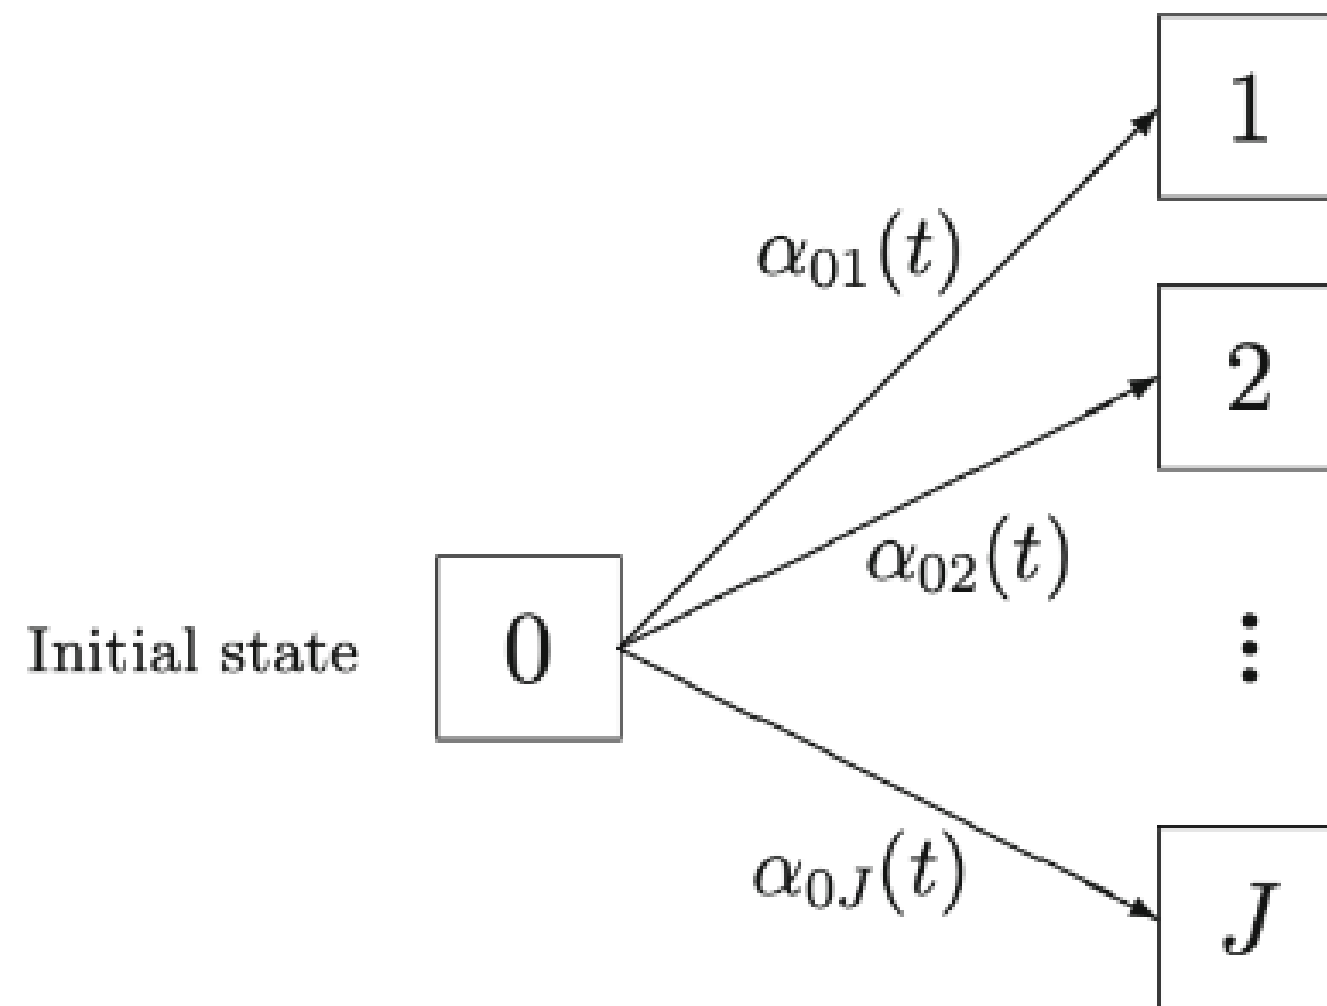 1
α₀₁(t)
2
α₀₂(t)
Initial state 0
⋮
α₀J(t)
J